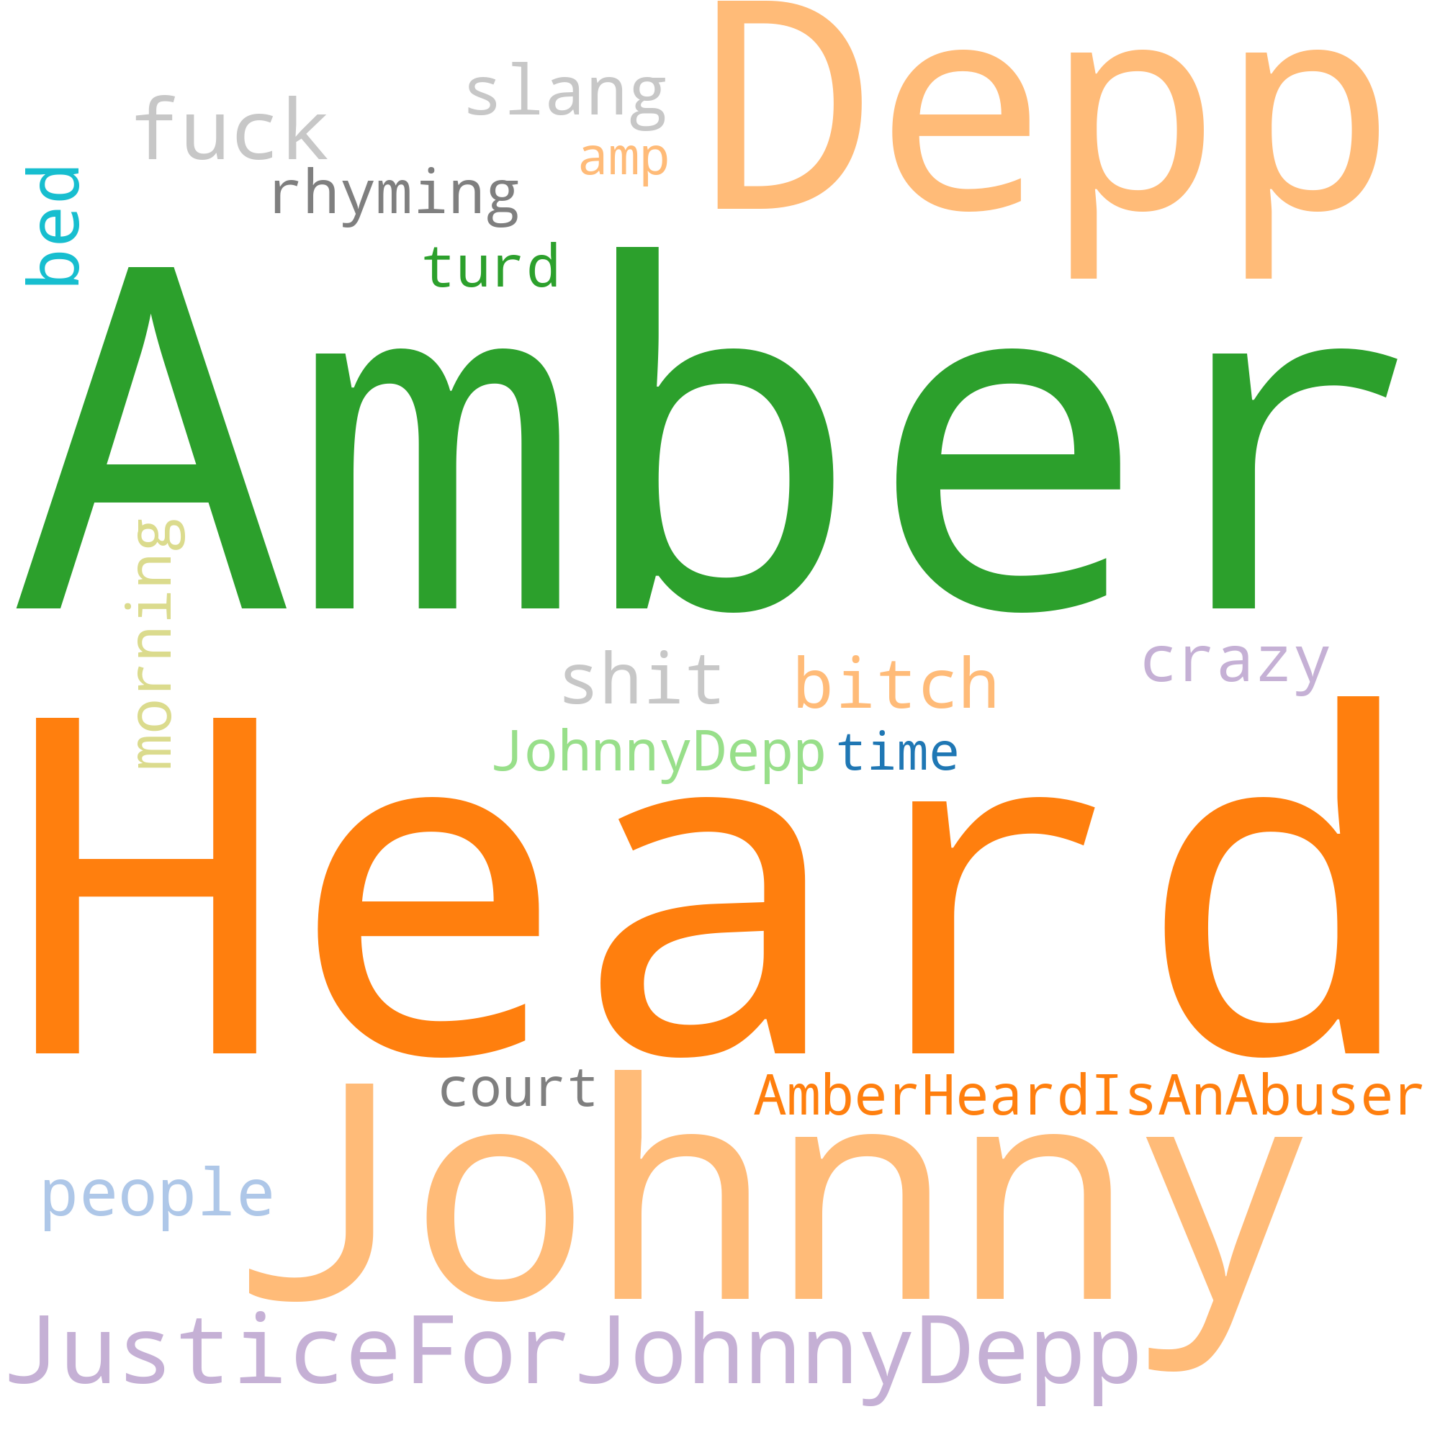 Depp
slang
fuck
amp
rhyming
bed
turd
Amber
morning
shit
bitch
crazy
JohnnyDepp
time
Heard
court
AmberHeardIsAnAbuser
Johnny
people
JusticeForJohnnyDepp